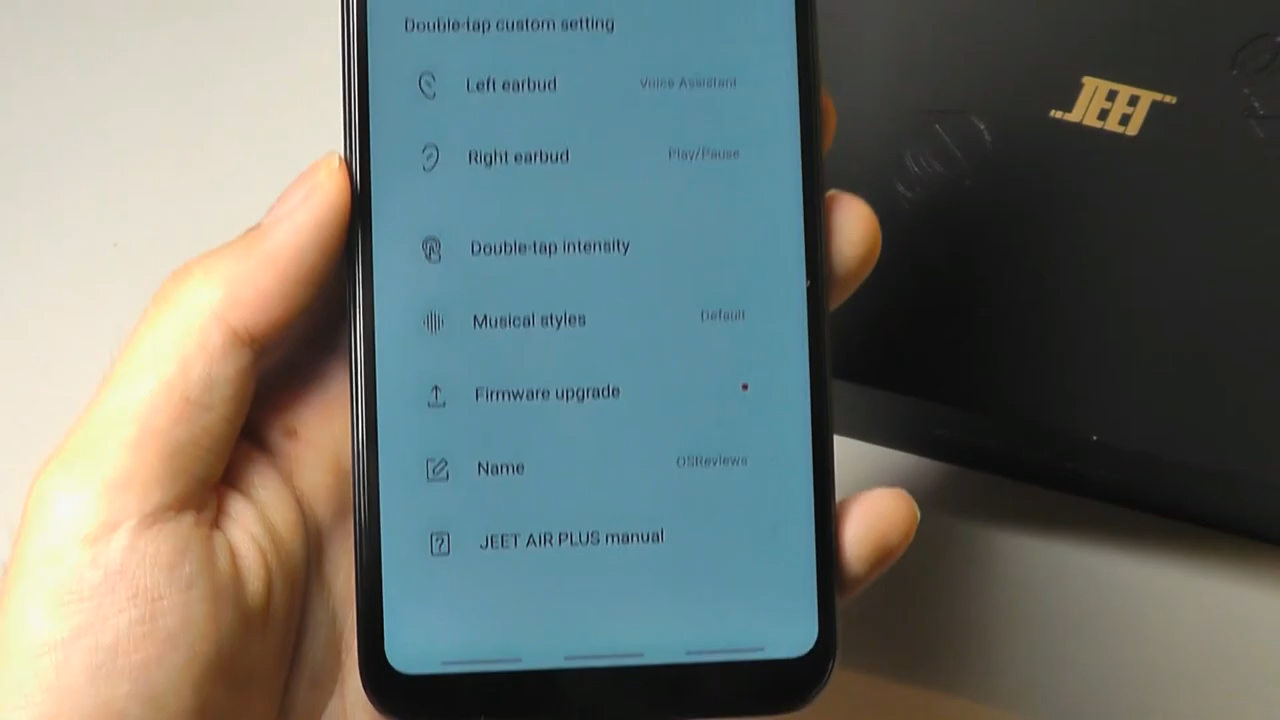 Double-tap custom setting
Left earbud Voice Assistant
Right earbud Play/Pause
Double-tap intensity
Musical styles Default
Firmware upgrade
Name OSReviews
JEET AIR PLUS manual
JEET